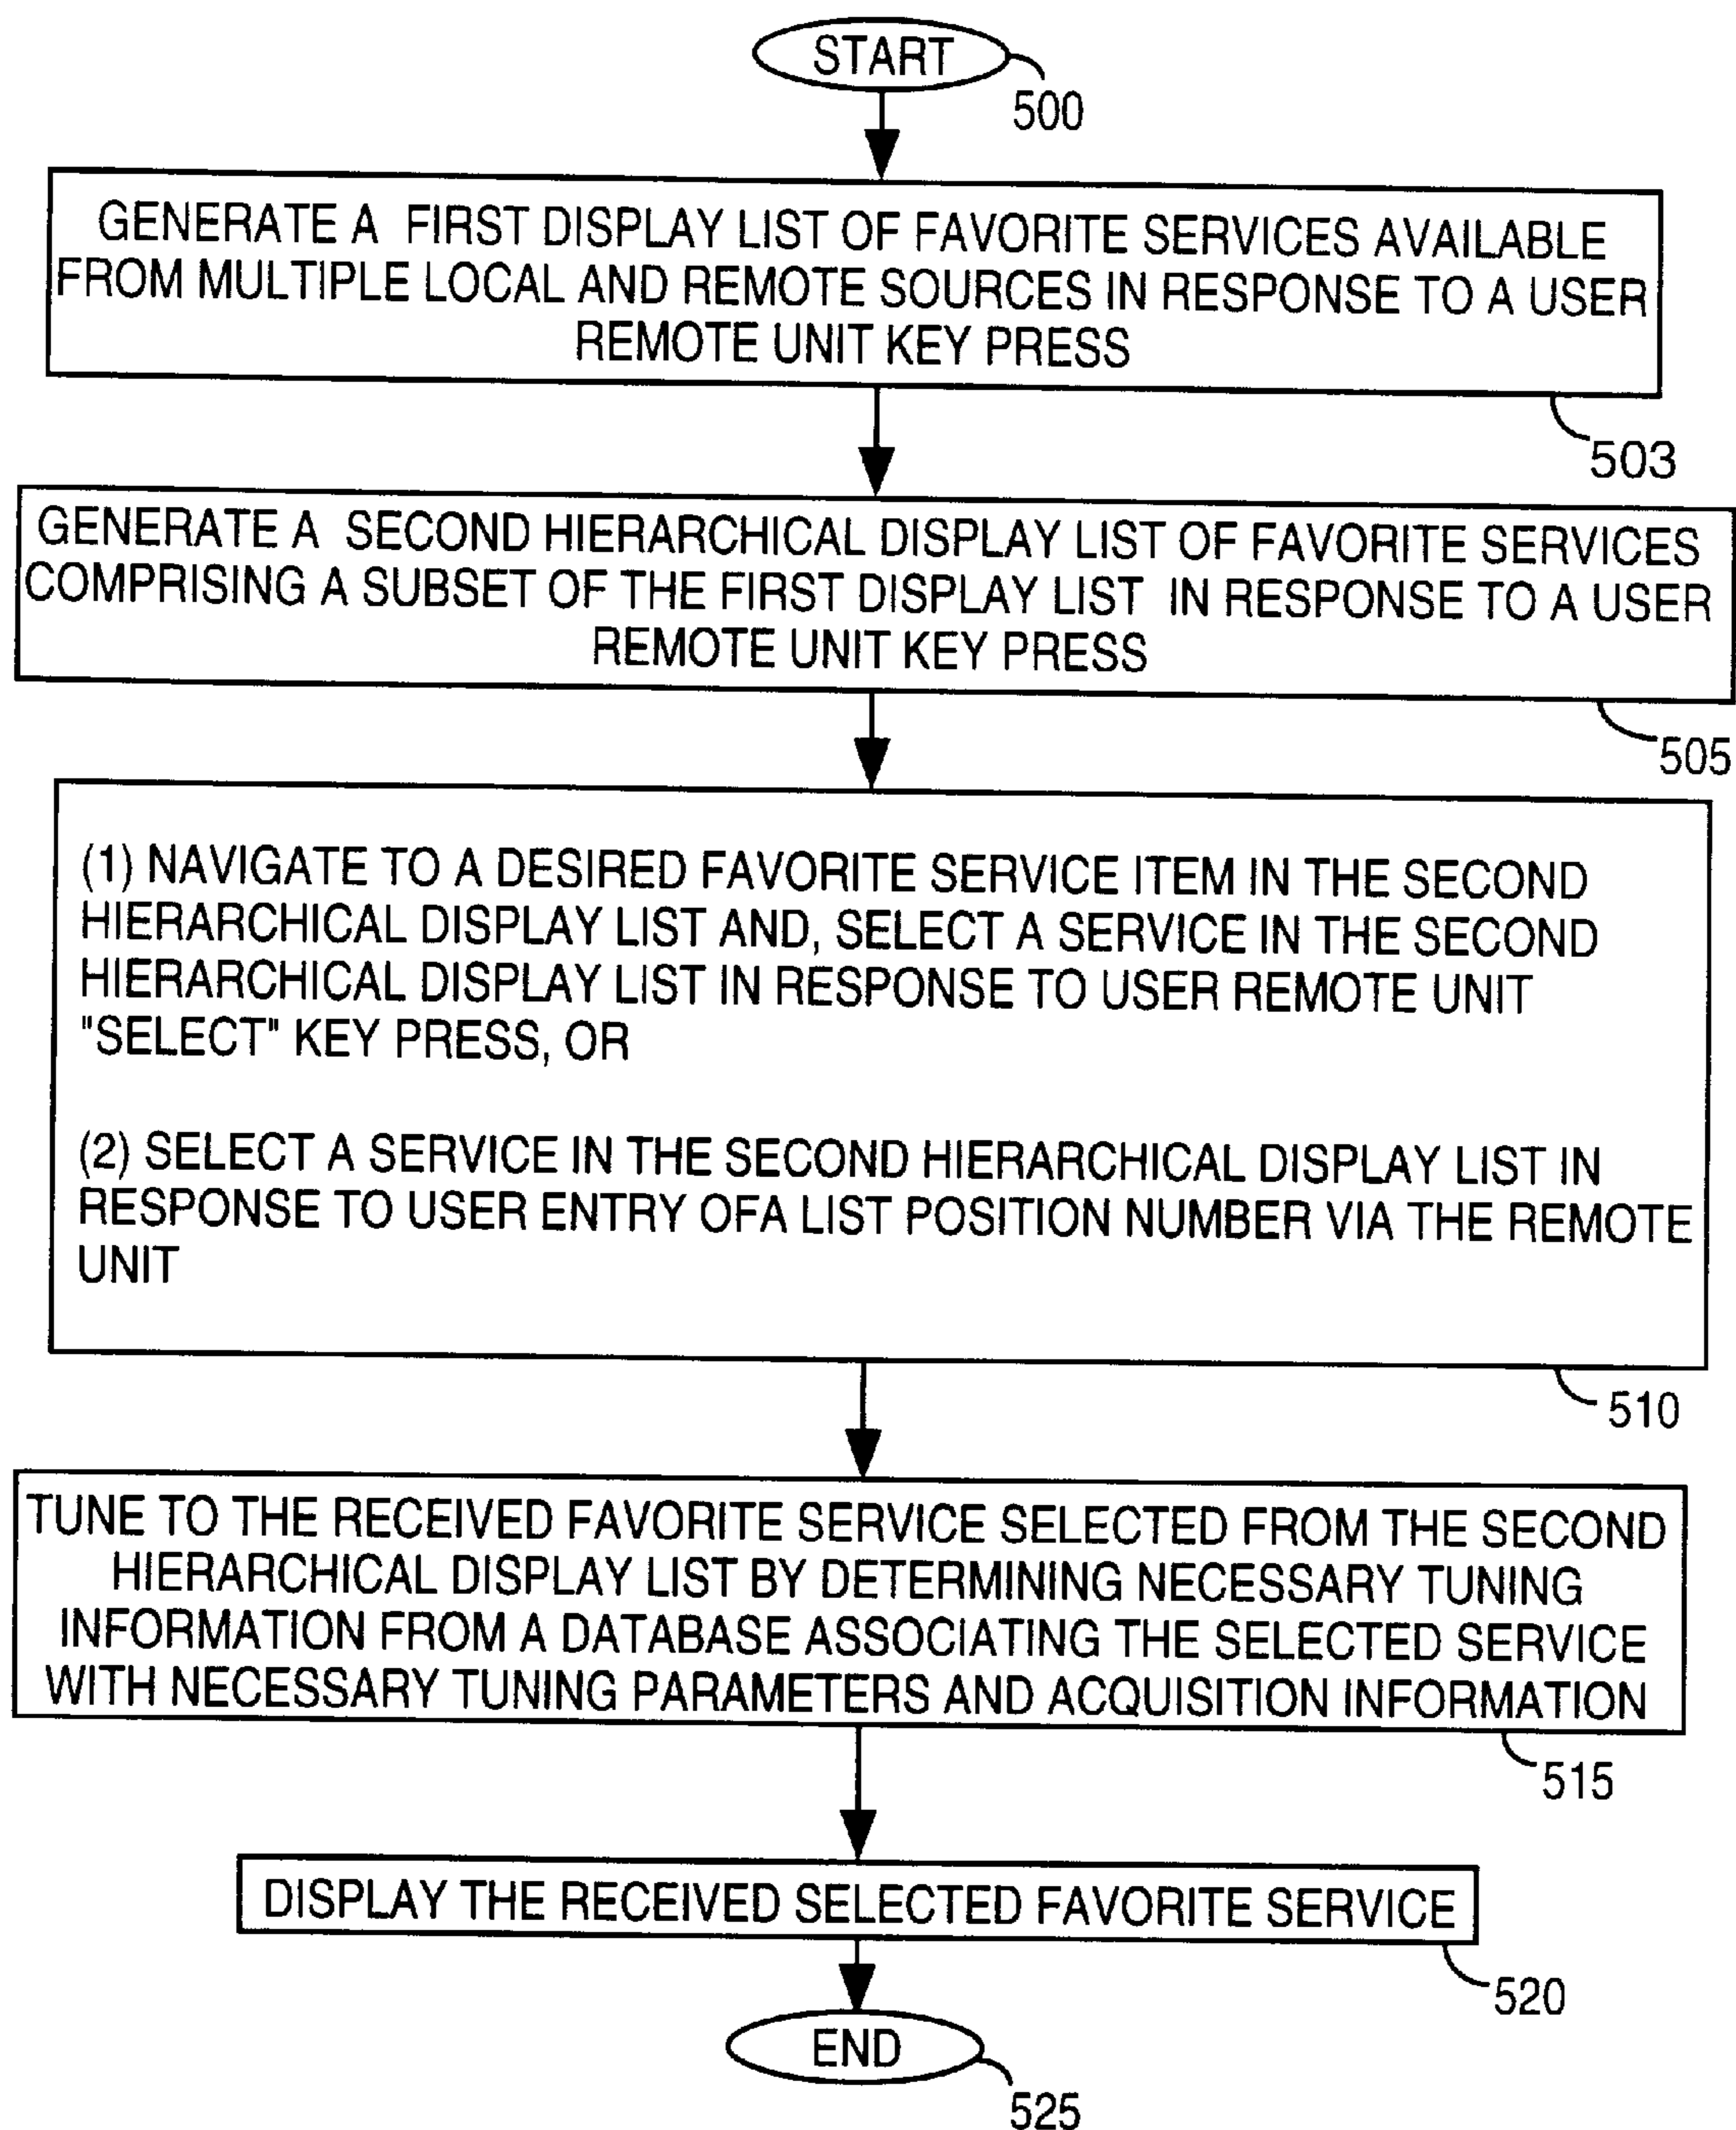 START
500
GENERATE A FIRST DISPLAY LIST OF FAVORITE SERVICES AVAILABLE
FROM MULTIPLE LOCAL AND REMOTE SOURCES IN RESPONSE TO A USER
REMOTE UNIT KEY PRESS
503
GENERATE A SECOND HIERARCHICAL DISPLAY LIST OF FAVORITE SERVICES
COMPRISING A SUBSET OF THE FIRST DISPLAY LIST IN RESPONSE TO A USER
REMOTE UNIT KEY PRESS
505
(1) NAVIGATE TO A DESIRED FAVORITE SERVICE ITEM IN THE SECOND
HIERARCHICAL DISPLAY LIST AND, SELECT A SERVICE IN THE SECOND
HIERARCHICAL DISPLAY LIST IN RESPONSE TO USER REMOTE UNIT
"SELECT" KEY PRESS, OR
(2) SELECT A SERVICE IN THE SECOND HIERARCHICAL DISPLAY LIST IN
RESPONSE TO USER ENTRY OFA LIST POSITION NUMBER VIA THE REMOTE
UNIT
510
TUNE TO THE RECEIVED FAVORITE SERVICE SELECTED FROM THE SECOND
HIERARCHICAL DISPLAY LIST BY DETERMINING NECESSARY TUNING
INFORMATION FROM A DATABASE ASSOCIATING THE SELECTED SERVICE
WITH NECESSARY TUNING PARAMETERS AND ACQUISITION INFORMATION
515
DISPLAY THE RECEIVED SELECTED FAVORITE SERVICE
520
END
525